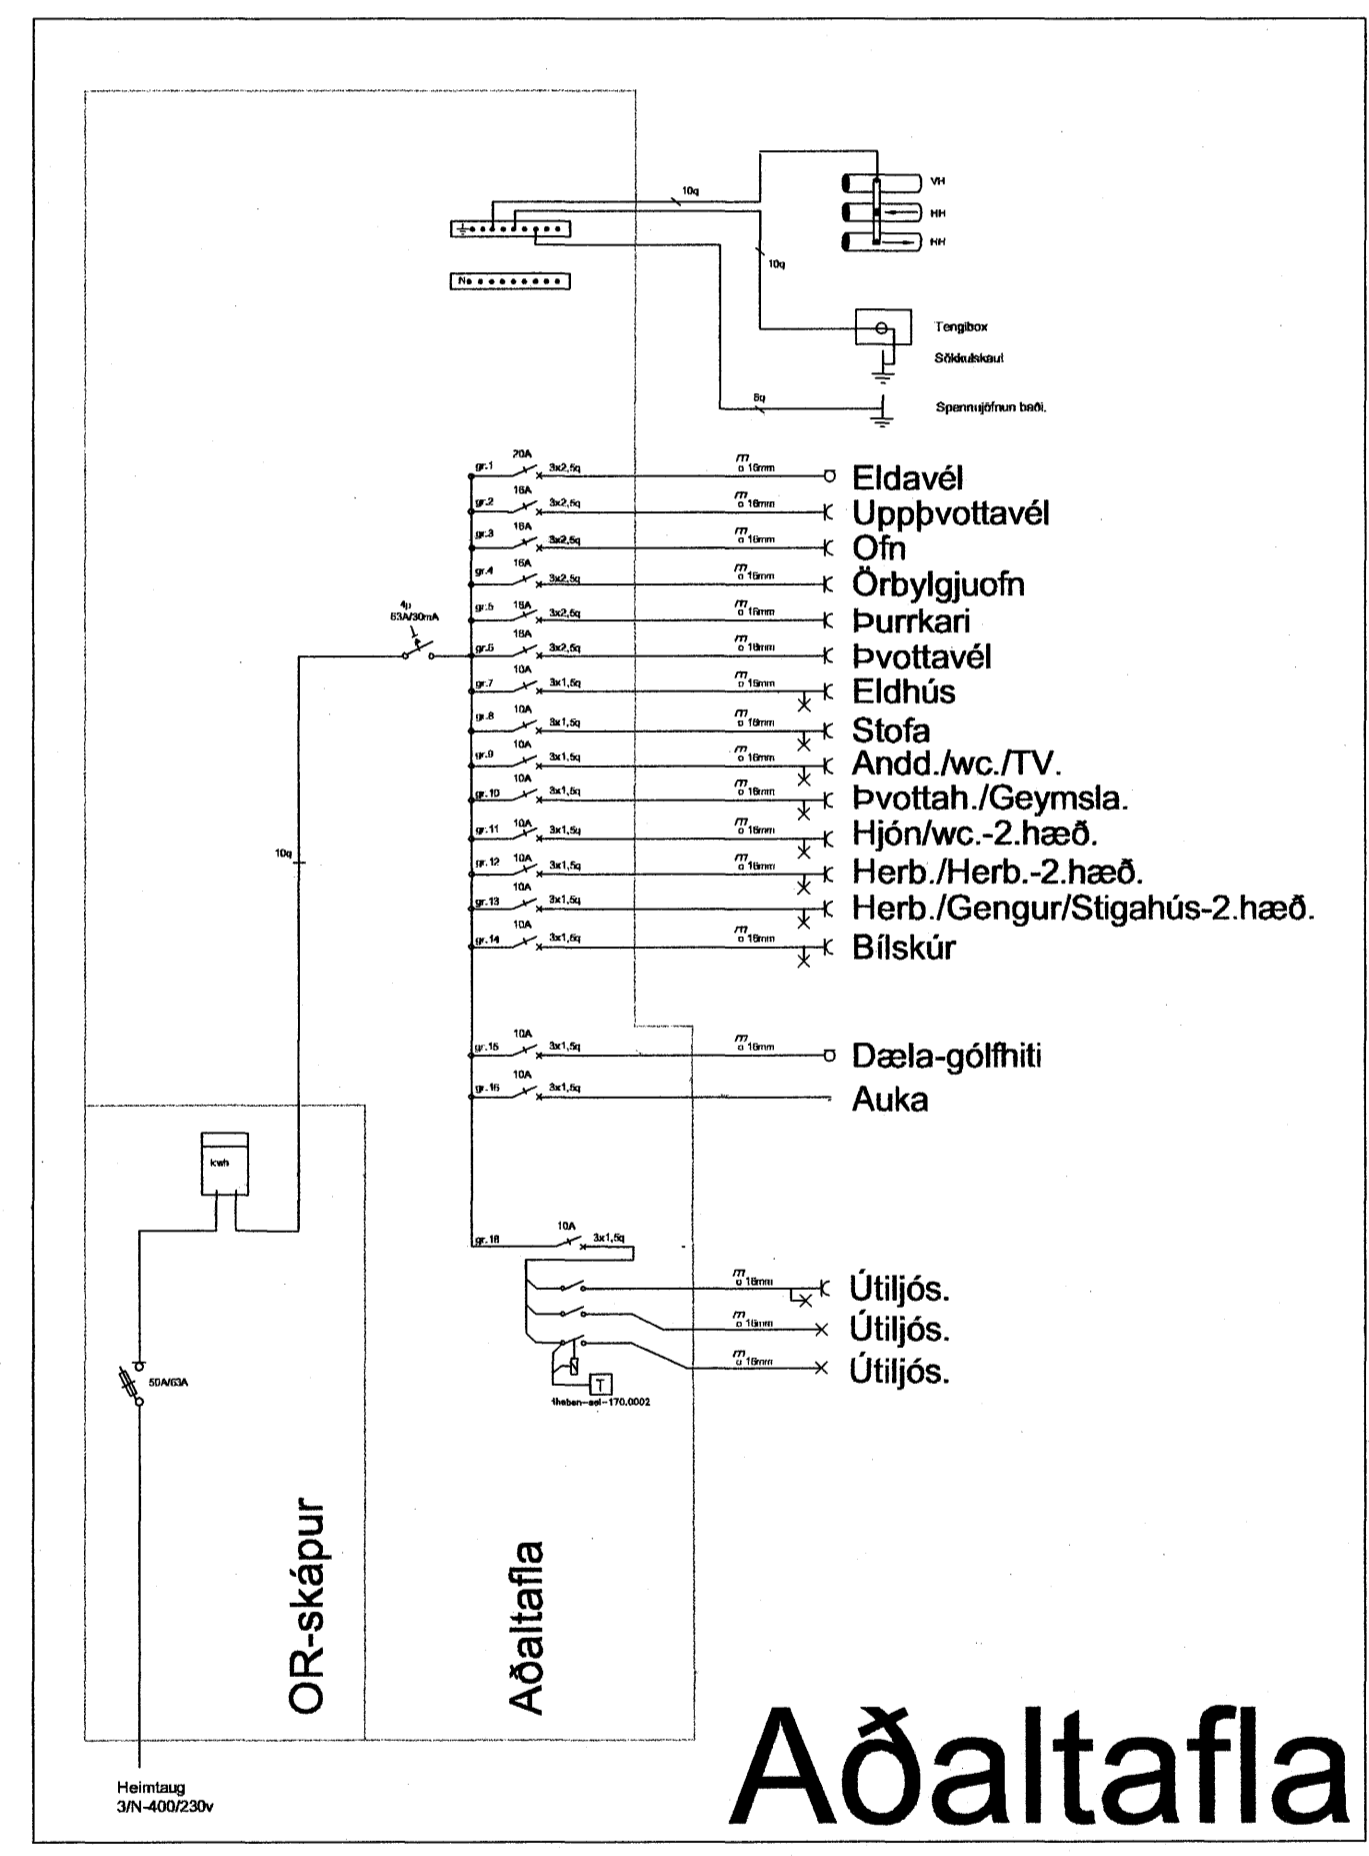 10q
VH
HH
HH
10q
N
Tengibox
Sökkulskaut
6q
Spennujöfnun baði.
gr.1 20A 3x2,5q m 16mm Eldavél
gr.2 16A 3x2,5q m 16mm Uppþvottavél
gr.3 16A 3x2,5q m 16mm Ofn
gr.4 16A 3x2,5q m 16mm Örbylgjuofn
gr.5 16A 3x2,5q m 16mm Þurrkari
4p
63A/30mA
gr.6 16A 3x2,5q m 16mm Þvottavél
gr.7 10A 3x1,5q m 16mm Eldhús
gr.8 10A 3x1,5q m 16mm Stofa
gr.9 10A 3x1,5q m 16mm Andd./wc./TV.
gr.10 10A 3x1,5q m 16mm Þvottah./Geymsla.
gr.11 10A 3x1,5q m 16mm Hjón/wc.-2.hæð.
10q
gr.12 10A 3x1,5q m 16mm Herb./Herb.-2.hæð.
gr.13 10A 3x1,5q Herb./Gengur/Stigahús-2.hæð.
gr.14 10A 3x1,5q m 16mm Bílskúr
gr.15 10A 3x1,5q m 16mm Dæla-gólfhiti
gr.16 10A 3x1,5q Auka
kwh
gr.18 10A 3x1,5q
m 16mm Útiljós.
m 16mm Útiljós.
m 16mm Útiljós.
50A/63A
T
theben-sel-170.0002
OR-skápur
Aðaltafla
Heimtaug
3/N-400/230v
Aðaltafla